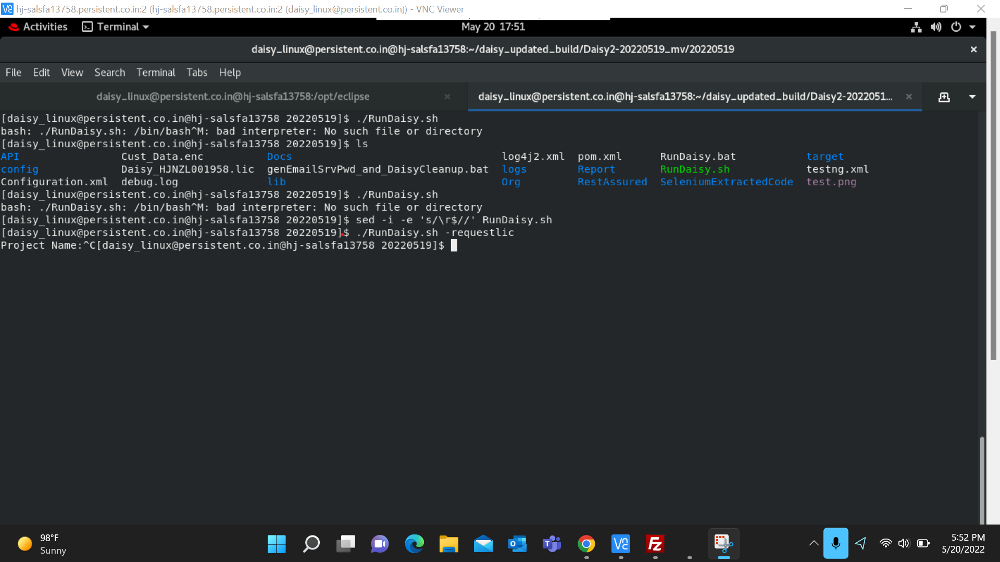 hj-salsfa13758.persistent.co.in:2 (hj-salsfa13758.persistent.co.in:2 (daisy_linux@persistent.co.in)) - VNC Viewer
Activities Terminal May 20 17:51
daisy_linux@persistent.co.in@hj-salsfa13758:~/daisy_updated_build/Daisy2-20220519_mv/20220519
File Edit View Search Terminal Tabs Help
daisy_linux@persistent.co.in@hj-salsfa13758:/opt/eclipse daisy_linux@persistent.co.in@hj-salsfa13758:~/daisy_updated_build/Daisy2-2022051...
[daisy_linux@persistent.co.in@hj-salsfa13758 20220519]$ ./RunDaisy.sh
bash: ./RunDaisy.sh: /bin/bash^M: bad interpreter: No such file or directory
[daisy_linux@persistent.co.in@hj-salsfa13758 20220519]$ ls
API Cust_Data.enc Docs log4j2.xml pom.xml RunDaisy.bat target
config Daisy_HJNZL001958.lic genEmailSrvPwd_and_DaisyCleanup.bat logs Report RunDaisy.sh testng.xml
Configuration.xml debug.log lib Org RestAssured SeleniumExtractedCode test.png
[daisy_linux@persistent.co.in@hj-salsfa13758 20220519]$ ./RunDaisy.sh
bash: ./RunDaisy.sh: /bin/bash^M: bad interpreter: No such file or directory
[daisy_linux@persistent.co.in@hj-salsfa13758 20220519]$ sed -i -e 's/\r$//' RunDaisy.sh
[daisy_linux@persistent.co.in@hj-salsfa13758 20220519]$ ./RunDaisy.sh -requestlic
Project Name:^C[daisy_linux@persistent.co.in@hj-salsfa13758 20220519]$
98°F
Sunny
5:52 PM
5/20/2022